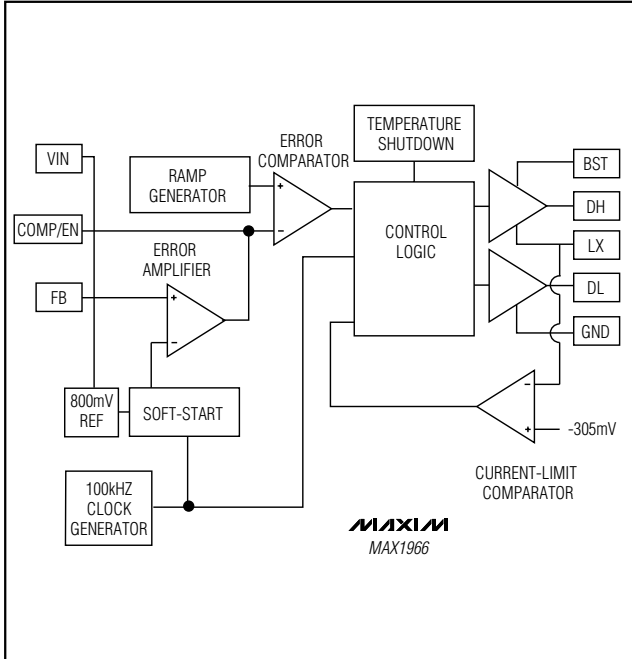 TEMPERATURE
SHUTDOWN
ERROR
COMPARATOR
VIN
RAMP
GENERATOR
+
−
BST
DH
COMP/EN
CONTROL
LOGIC
LX
ERROR
AMPLIFIER
FB
+
−
DL
GND
800mV
REF
SOFT-START
−
+
-305mV
CURRENT-LIMIT
COMPARATOR
100kHZ
CLOCK
GENERATOR
MAXIM
MAX1966